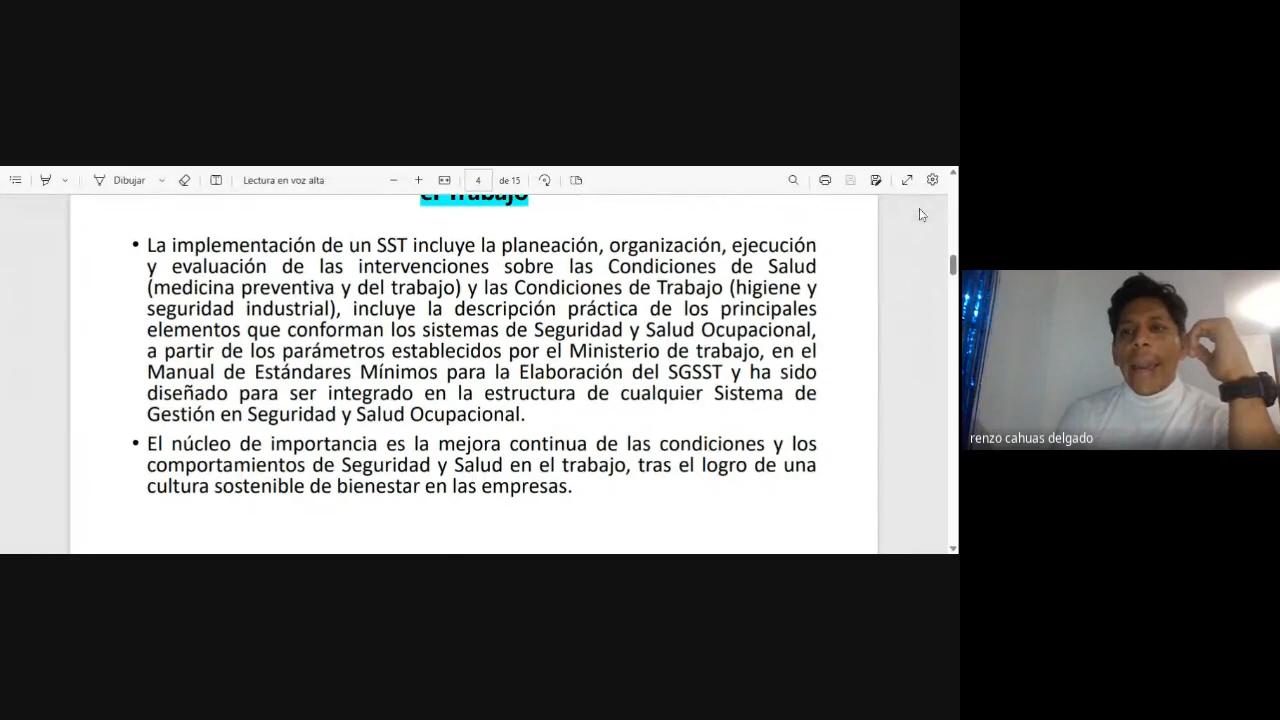 Dibujar
Lectura en voz alta
4
de 15
el Trabajo
• La implementación de un SST incluye la planeación, organización, ejecución
y evaluación de las intervenciones sobre las Condiciones de Salud
(medicina preventiva y del trabajo) y las Condiciones de Trabajo (higiene y
seguridad industrial), incluye la descripción práctica de los principales
elementos que conforman los sistemas de Seguridad y Salud Ocupacional,
a partir de los parámetros establecidos por el Ministerio de trabajo, en el
Manual de Estándares Mínimos para la Elaboración del SGSST y ha sido
diseñado para ser integrado en la estructura de cualquier Sistema de
Gestión en Seguridad y Salud Ocupacional.
• El núcleo de importancia es la mejora continua de las condiciones y los
comportamientos de Seguridad y Salud en el trabajo, tras el logro de una
cultura sostenible de bienestar en las empresas.
renzo cahuas delgado